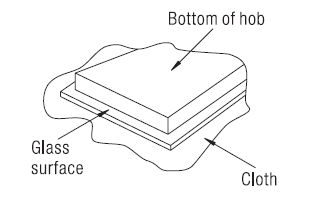 Bottom of hob
Glass
surface
Cloth